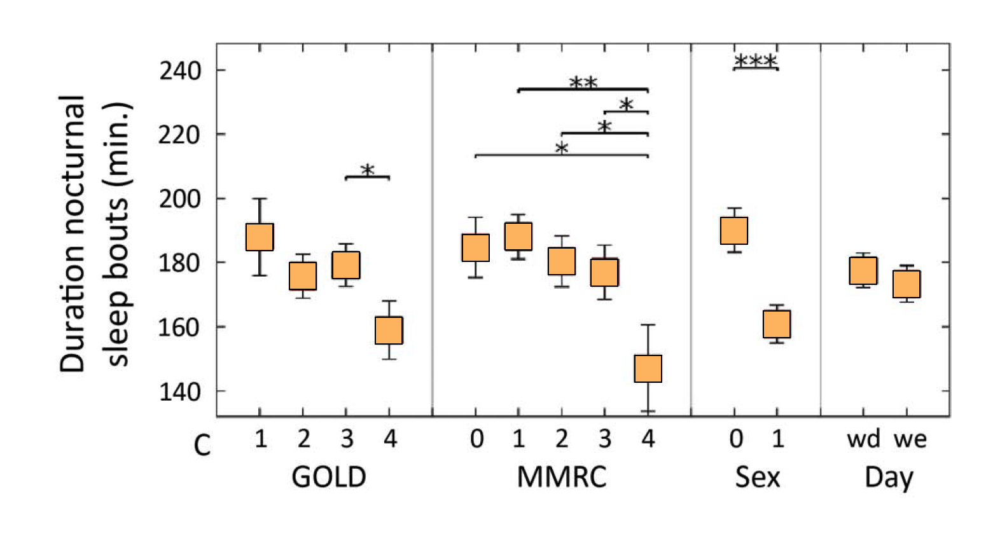 Duration nocturnal
sleep bouts (min.)
240
220
200
180
160
140
*
**
*
*
*
***
C
1 2 3 4
0 1 2 3 4
0 1
wd we
GOLD
MMRC
Sex
Day